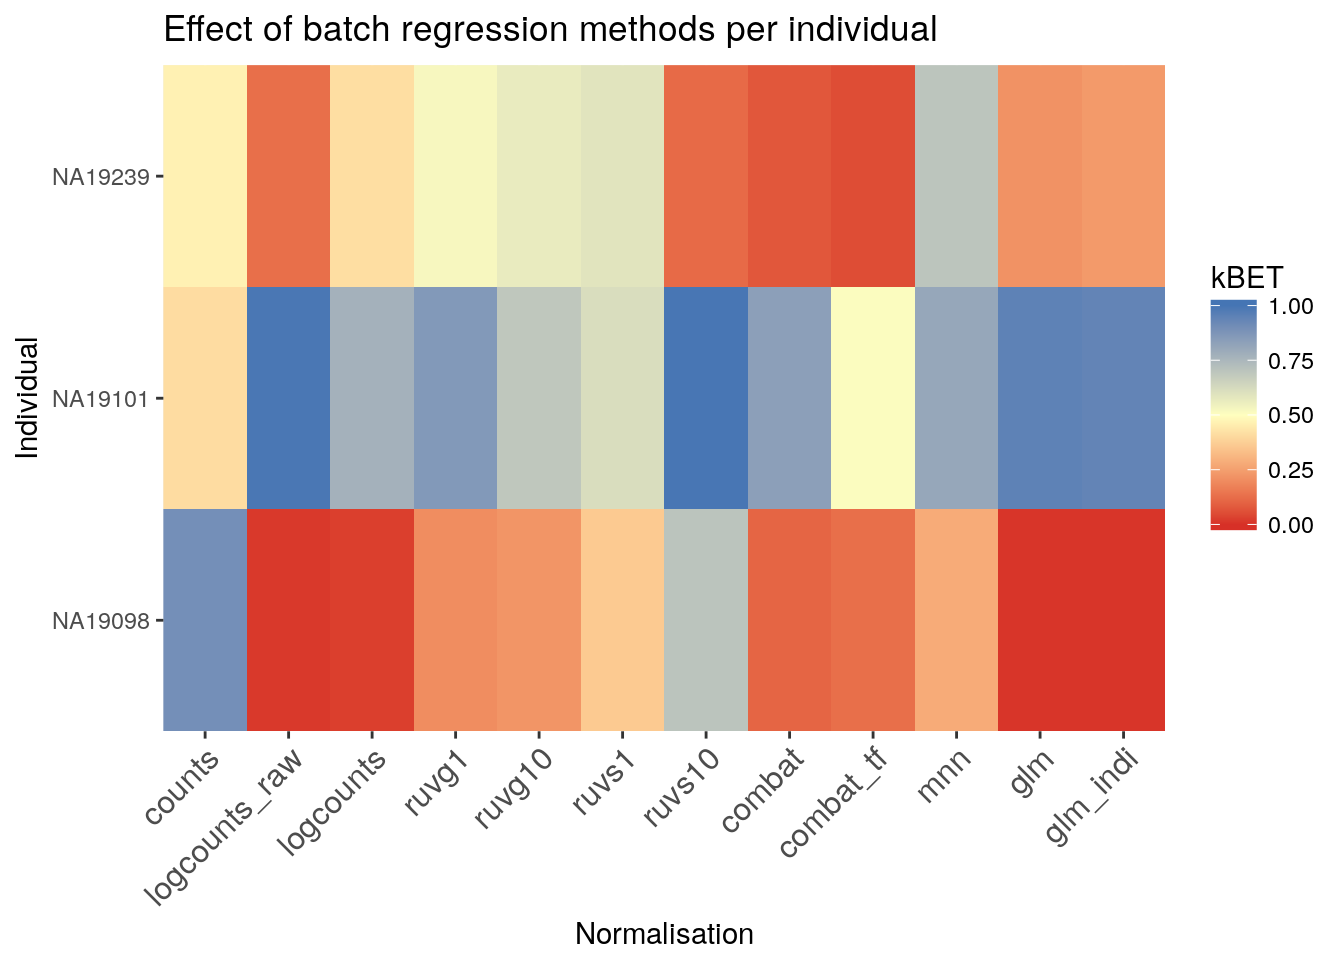 Effect of batch regression methods per individual
Individual
NA19239
NA19101
NA19098
kBET
1.00
0.75
0.50
0.25
0.00
counts
logcounts_raw
logcounts
ruvg1
ruvg10
ruvs1
ruvs10
combat
combat_tf
mnn
glm
glm_indi
Normalisation